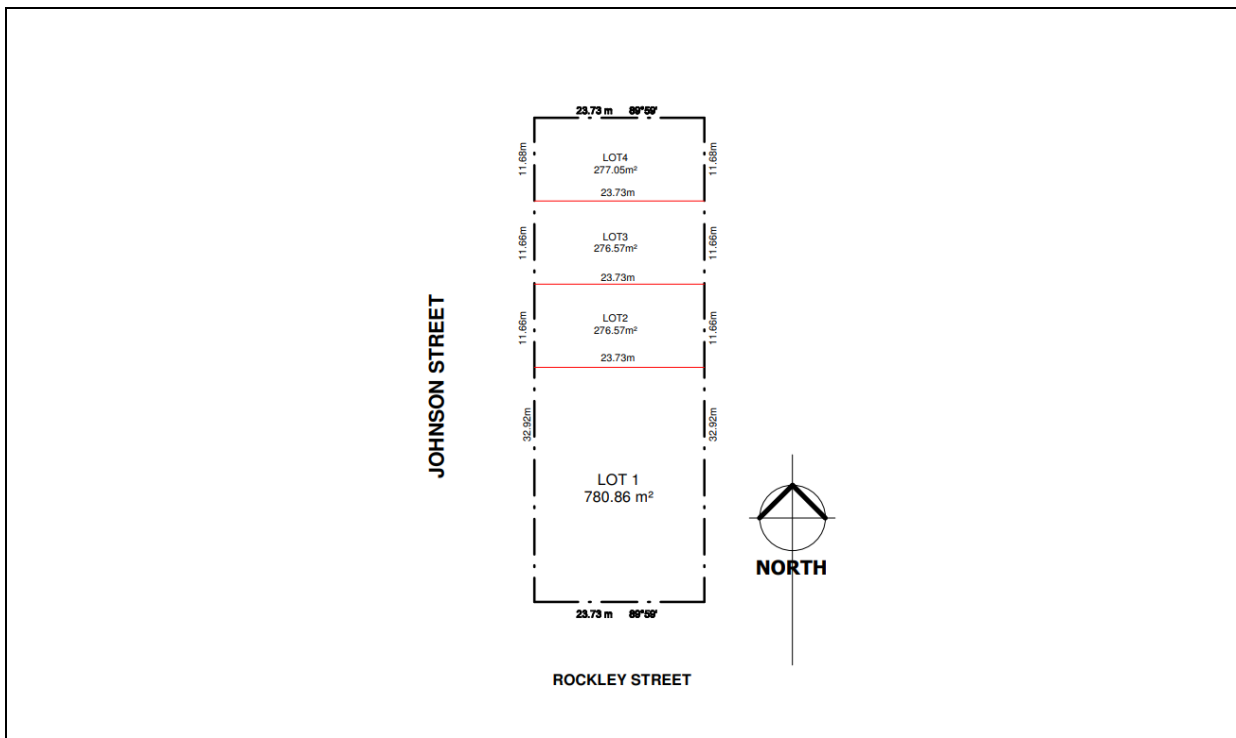 23.73 m 89°59'
11.68m
LOT4
277.05m²
11.68m
23.73m
11.66m
LOT3
276.57m²
11.66m
23.73m
11.66m
LOT2
276.57m²
11.66m
23.73m
JOHNSON STREET
32.92m
32.92m
LOT 1
780.86 m²
NORTH
23.73 m 89°59'
ROCKLEY STREET